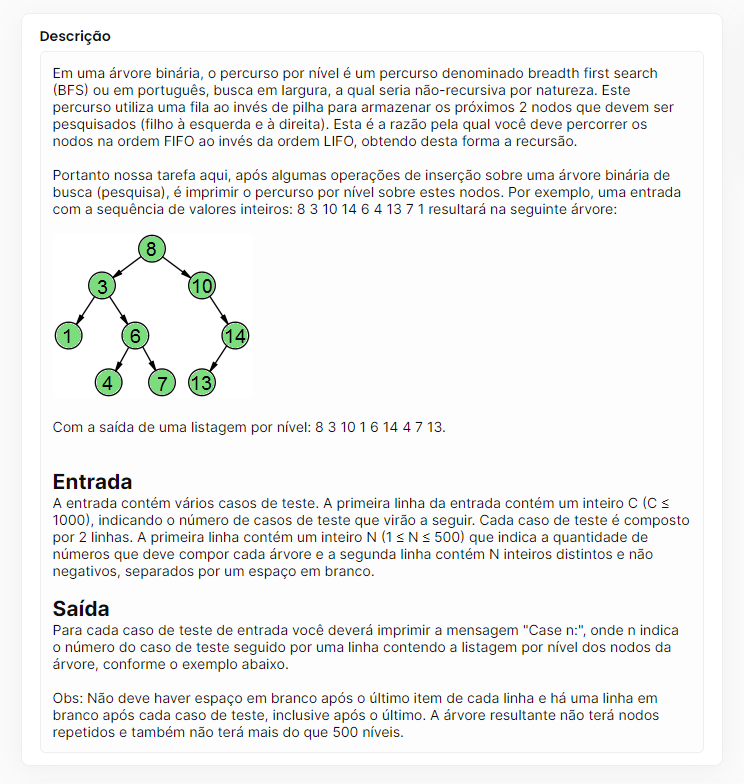 Descrição
Em uma árvore binária, o percurso por nível é um percurso denominado breadth first search
(BFS) ou em português, busca em largura, a qual seria não-recursiva por natureza. Este
percurso utiliza uma fila ao invés de pilha para armazenar os próximos 2 nodos que devem ser
pesquisados (filho à esquerda e à direita). Esta é a razão pela qual você deve percorrer os
nodos na ordem FIFO ao invés da ordem LIFO, obtendo desta forma a recursão.
Portanto nossa tarefa aqui, após algumas operações de inserção sobre uma árvore binária de
busca (pesquisa), é imprimir o percurso por nível sobre estes nodos. Por exemplo, uma entrada
com a sequência de valores inteiros: 8 3 10 14 6 4 13 7 1 resultará na seguinte árvore:
8
3 10
1 6 14
4 7 13
Com a saída de uma listagem por nível: 8 3 10 1 6 14 4 7 13.
Entrada
A entrada contém vários casos de teste. A primeira linha da entrada contém um inteiro C (C ≤
1000), indicando o número de casos de teste que virão a seguir. Cada caso de teste é composto
por 2 linhas. A primeira linha contém um inteiro N (1 ≤ N ≤ 500) que indica a quantidade de
números que deve compor cada árvore e a segunda linha contém N inteiros distintos e não
negativos, separados por um espaço em branco.
Saída
Para cada caso de teste de entrada você deverá imprimir a mensagem "Case n:", onde n indica
o número do caso de teste seguido por uma linha contendo a listagem por nível dos nodos da
árvore, conforme o exemplo abaixo.
Obs: Não deve haver espaço em branco após o último item de cada linha e há uma linha em
branco após cada caso de teste, inclusive após o último. A árvore resultante não terá nodos
repetidos e também não terá mais do que 500 níveis.